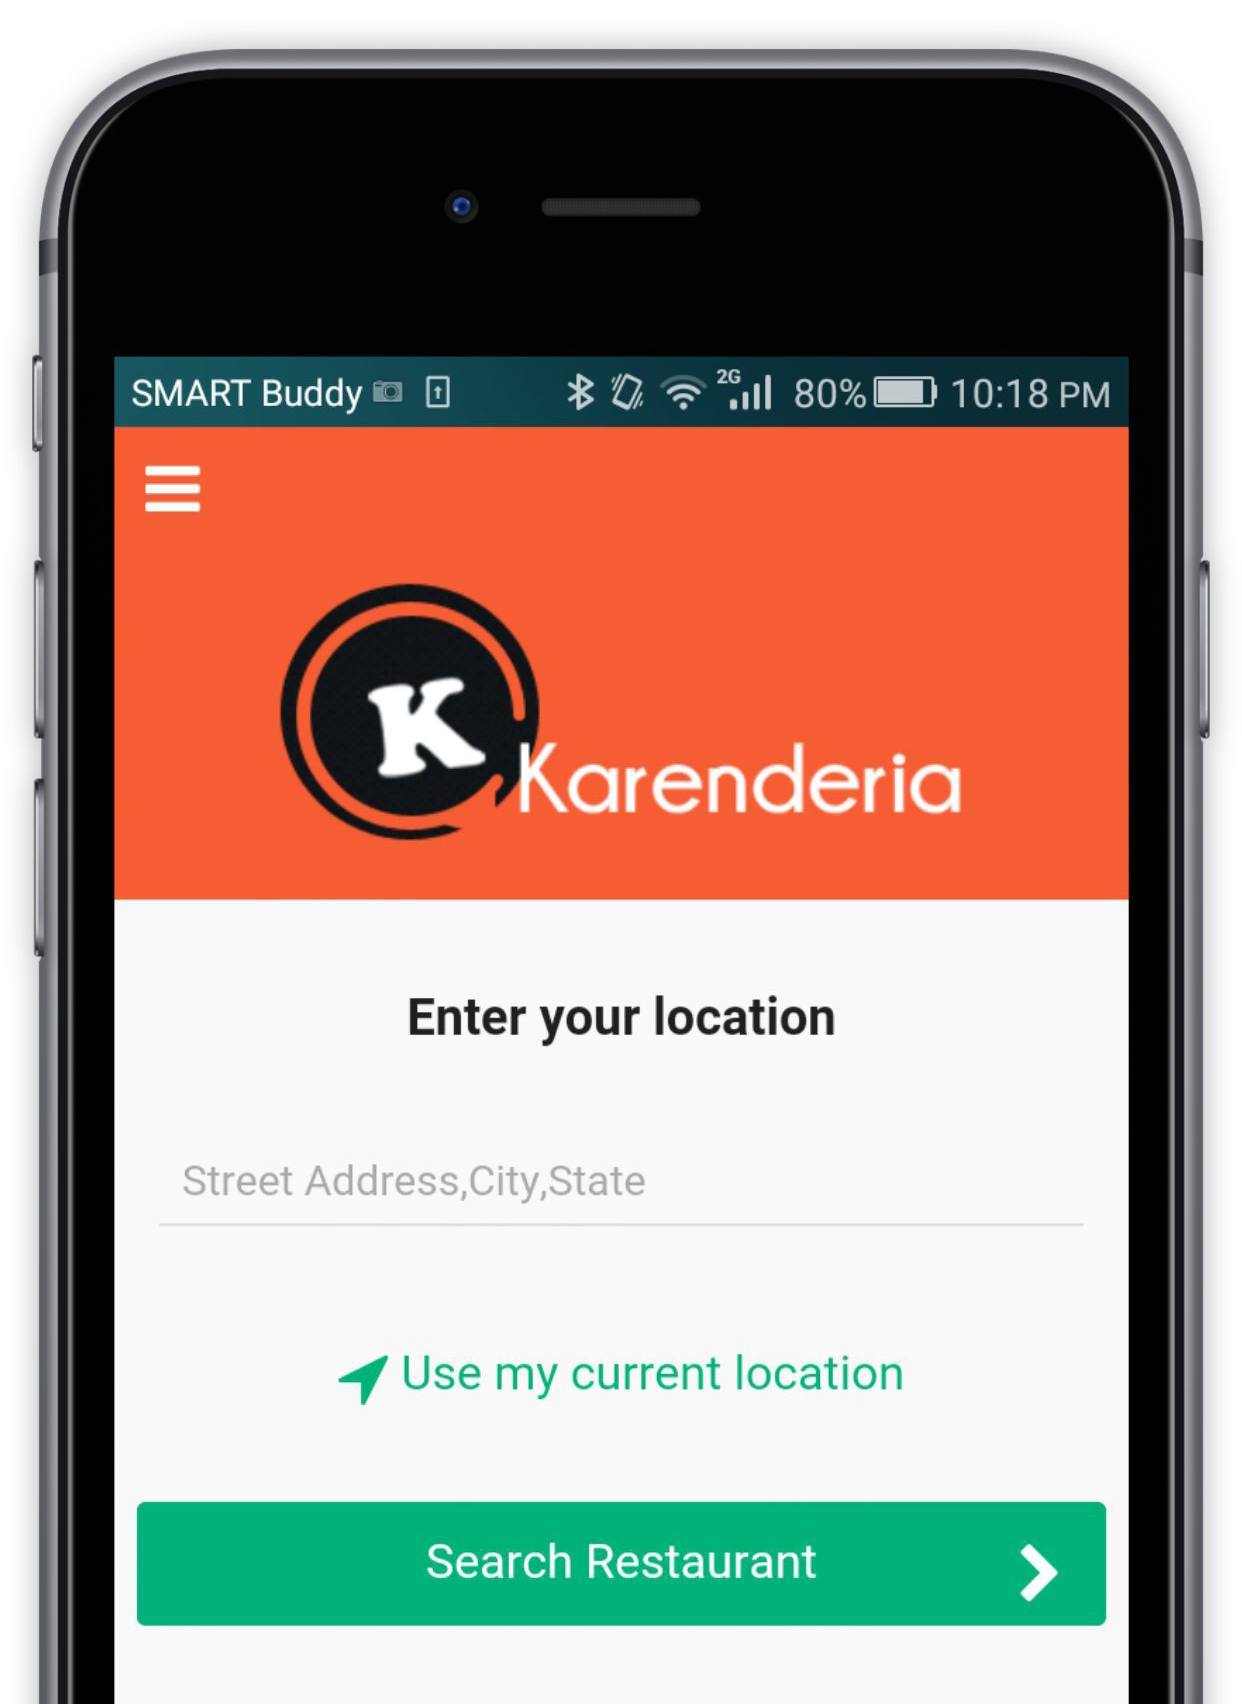 SMART Buddy 2G 80% 10:18 PM
K
Karenderia
Enter your location
Street Address,City,State
Use my current location
Search Restaurant